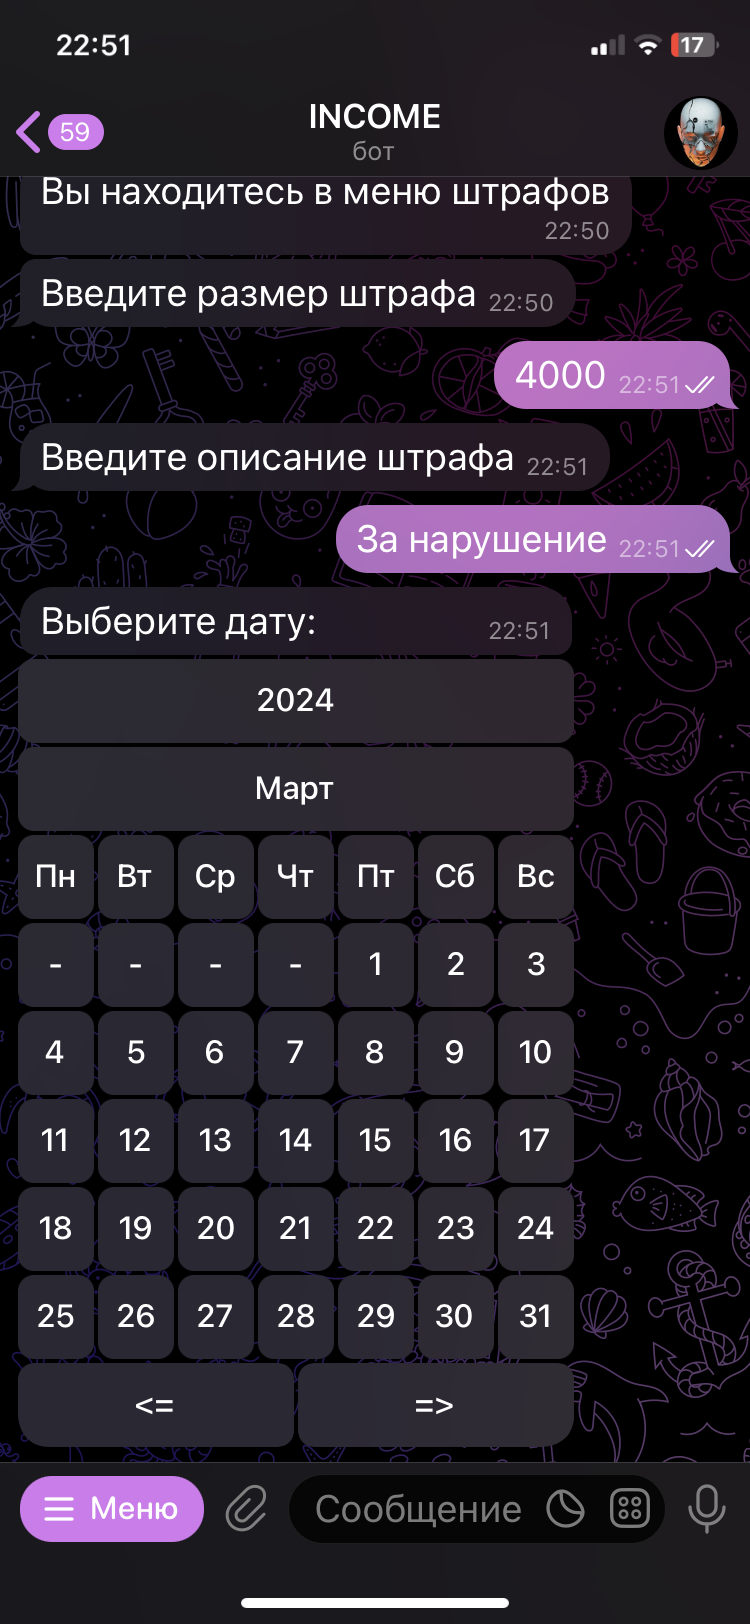 22:51
17
59
INCOME
бот
Вы находитесь в меню штрафов
22:50
Введите размер штрафа 22:50
4000 22:51
Введите описание штрафа 22:51
За нарушение 22:51
Выберите дату: 22:51
2024
Март
Пн Вт Ср Чт Пт Сб Вс
- - - - 1 2 3
4 5 6 7 8 9 10
11 12 13 14 15 16 17
18 19 20 21 22 23 24
25 26 27 28 29 30 31
<= =>
Меню Сообщение